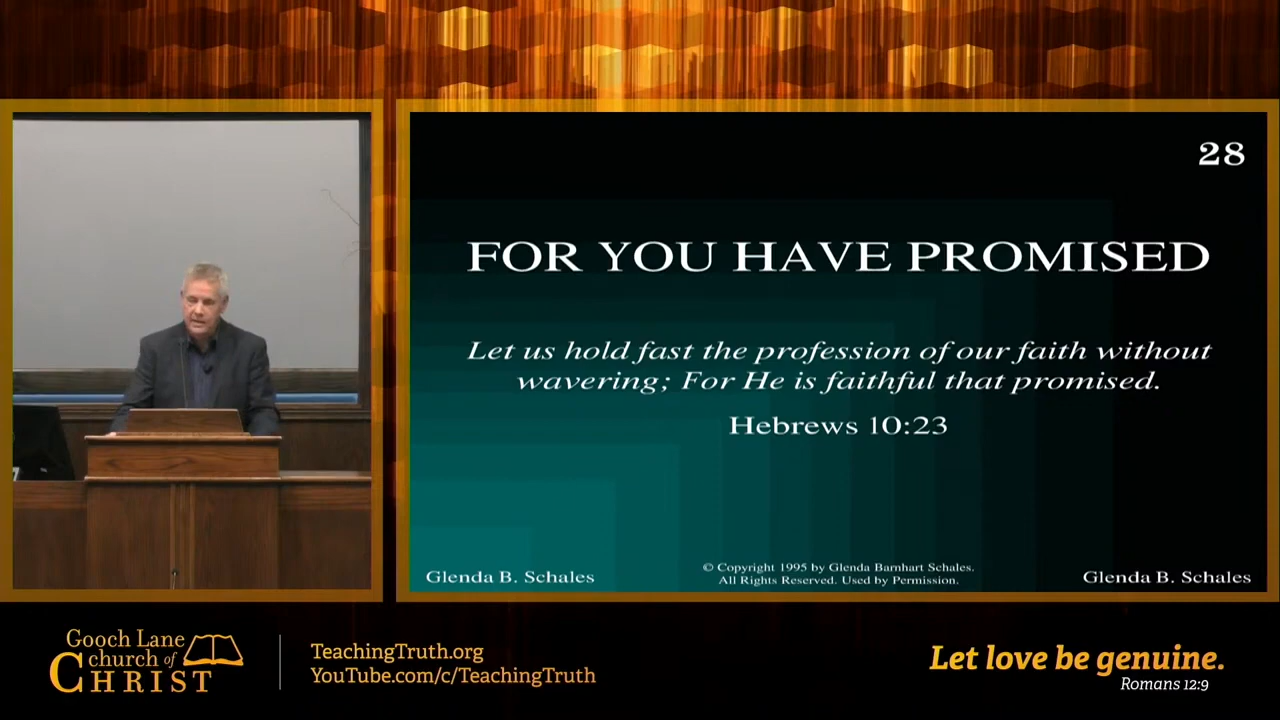 28
FOR YOU HAVE PROMISED
Let us hold fast the profession of our faith without
wavering; For He is faithful that promised.
Hebrews 10:23
Glenda B. Schales
© Copyright 1995 by Glenda Barnhart Schales.
All Rights Reserved. Used by Permission.
Glenda B. Schales
Gooch Lane
church of
CHRIST
TeachingTruth.org
YouTube.com/c/TeachingTruth
Let love be genuine.
Romans 12:9